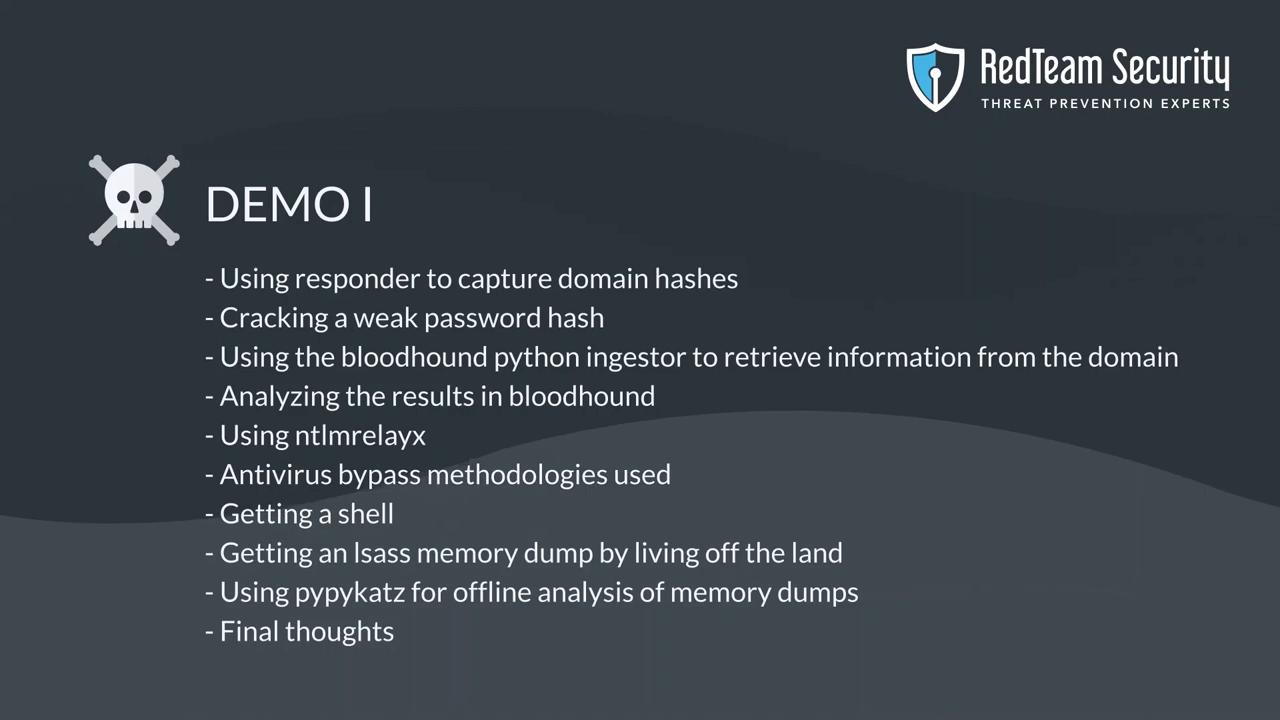 RedTeam Security
THREAT PREVENTION EXPERTS
DEMO I
- Using responder to capture domain hashes
- Cracking a weak password hash
- Using the bloodhound python ingestor to retrieve information from the domain
- Analyzing the results in bloodhound
- Using ntlmrelayx
- Antivirus bypass methodologies used
- Getting a shell
- Getting an lsass memory dump by living off the land
- Using pypykatz for offline analysis of memory dumps
- Final thoughts